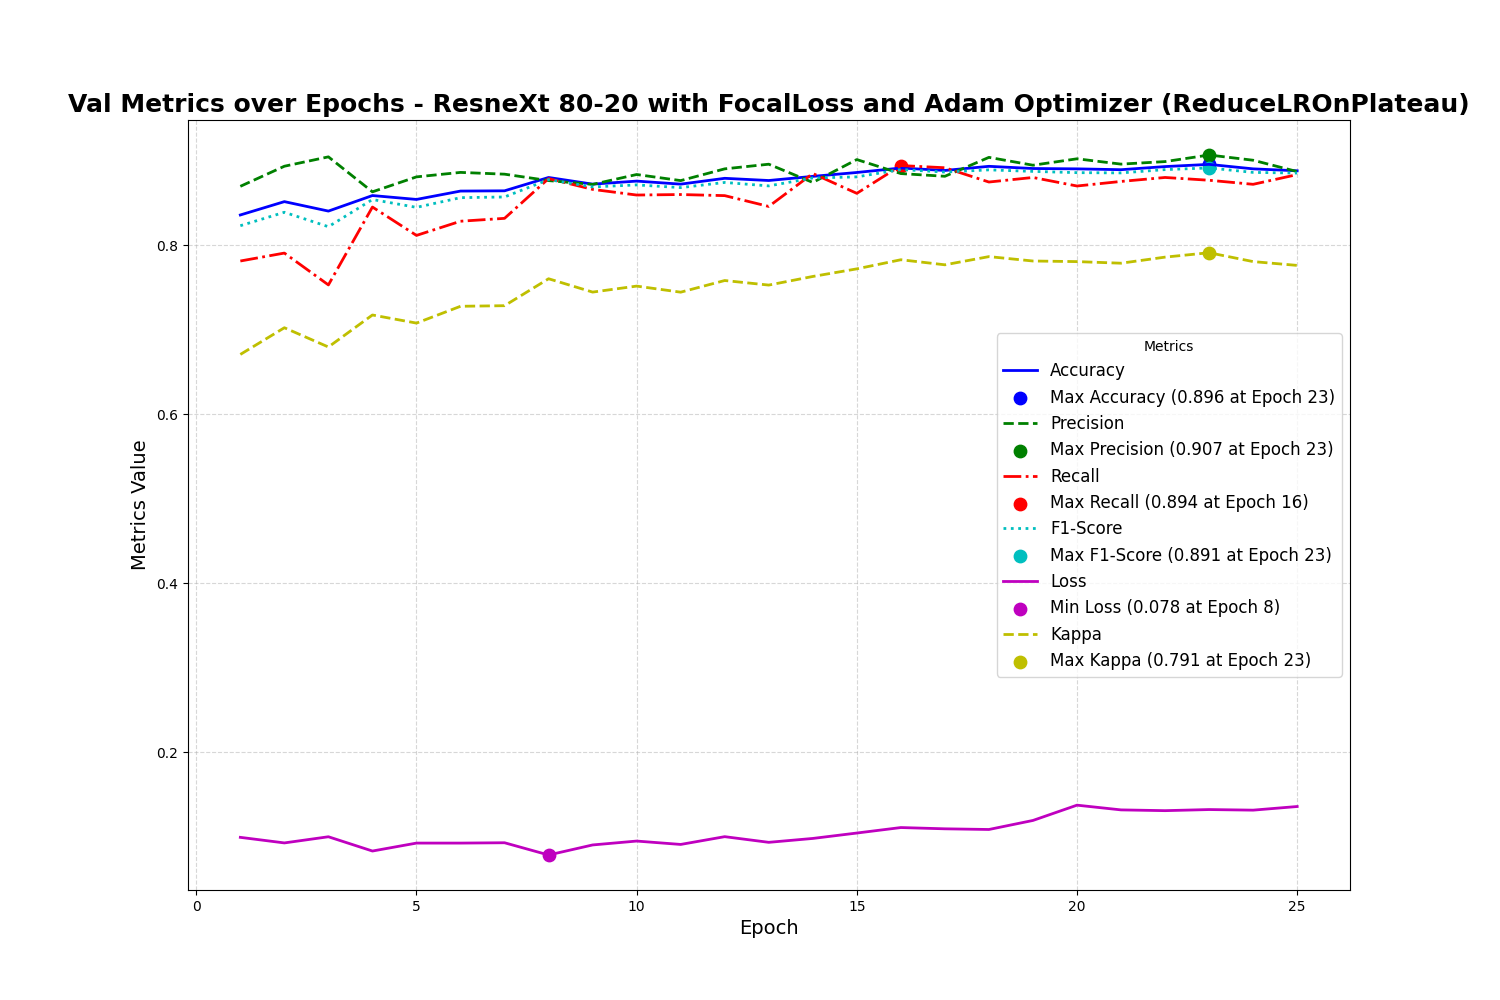 Val Metrics over Epochs - ResneXt 80-20 with FocalLoss and Adam Optimizer (ReduceLROnPlateau)
0.8
0.6
0.4
0.2
Metrics Value
Metrics
Accuracy
Max Accuracy (0.896 at Epoch 23)
Precision
Max Precision (0.907 at Epoch 23)
Recall
Max Recall (0.894 at Epoch 16)
F1-Score
Max F1-Score (0.891 at Epoch 23)
Loss
Min Loss (0.078 at Epoch 8)
Kappa
Max Kappa (0.791 at Epoch 23)
0 5 10 15 20 25
Epoch